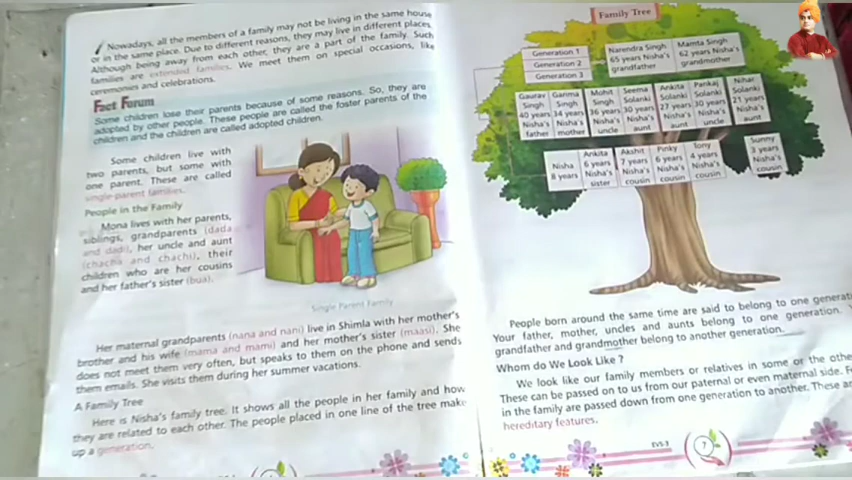 Nowadays, all the members of a family may not be living in the same house
or in the same place. Due to different reasons, they may live in different places.
Although being away from each other, they are a part of the family. Such
families are extended families. We meet them on special occasions, like
ceremonies and celebrations.
Fact Forum
Some children lose their parents because of some reasons. So, they are
adopted by other people. These people are called the foster parents of the
children and the children are called adopted children.
Some children live with
two parents, but some with
one parent. These are called
single-parent families.
People in the Family
Mona lives with her parents,
siblings, grandparents (dada
and dadi), her uncle and aunt
(chacha and chachi), their
children who are her cousins
and her father's sister (bua).
Single Parent Family
Her maternal grandparents (nana and nani) live in Shimla with her mother's
brother and his wife (mama and mami) and her mother's sister (maasi). She
does not meet them very often, but speaks to them on the phone and sends
them emails. She visits them during her summer vacations.
A Family Tree
Here is Nisha's family tree. It shows all the people in her family and how
they are related to each other. The people placed in one line of the tree make
up a generation.
Family Tree
Generation 1
Generation 2
Generation 3
Narendra Singh
65 years Nisha's
grandfather
Mamta Singh
62 years Nisha's
grandmother
Gaurav
Singh
40 years
Nisha's
father
Garima
Singh
34 years
Nisha's
mother
Mohit
Singh
36 years
Nisha's
uncle
Seema
Solanki
30 years
Nisha's
aunt
Ankita
Solanki
27 years
Nisha's
aunt
Pankaj
Solanki
30 years
Nisha's
uncle
Nihar
Solanki
21 years
Nisha's
aunt
Nisha
8 years
Ankita
6 years
Nisha's
sister
Akshit
7 years
Nisha's
cousin
Pinky
6 years
Nisha's
cousin
Tony
4 years
Nisha's
cousin
Sunny
3 years
Nisha's
cousin
People born around the same time are said to belong to one
Your father, mother, uncles and aunts belong to one generation.
grandfather and grandmother belong to another generation.
Whom do We Look Like ?
We look like our family members or relatives in some or the
These can be passed on to us from our paternal or even maternal side.
in the family are passed down from one generation to another. These
hereditary features.
EVS-3
7